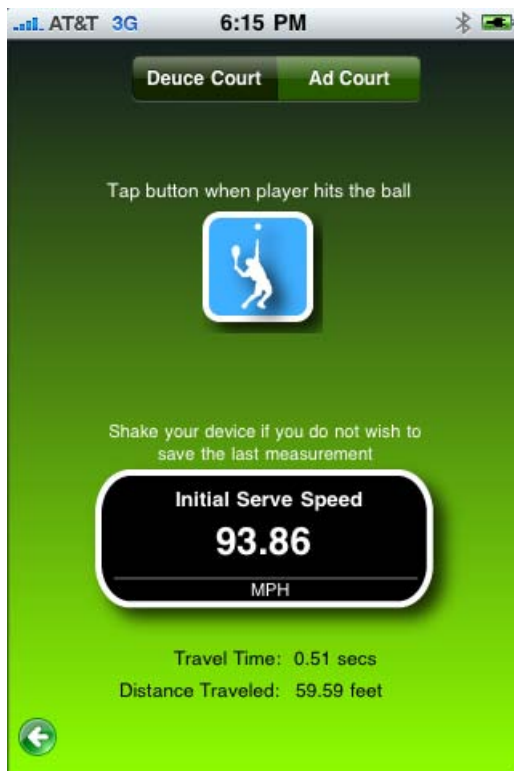 AT&T 3G 6:15 PM
Deuce Court Ad Court
Tap button when player hits the ball
Shake your device if you do not wish to
save the last measurement
Initial Serve Speed
93.86
MPH
Travel Time: 0.51 secs
Distance Traveled: 59.59 feet